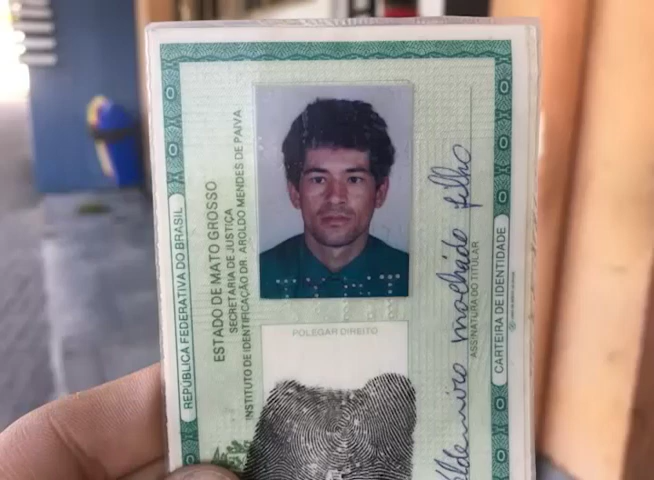 REPÚBLICA FEDERATIVA DO BRASIL
ESTADO DE MATO GROSSO
SECRETARIA DE JUSTIÇA
INSTITUTO DE IDENTIFICAÇÃO DR. AROLDO MENDES DE PAIVA
POLEGAR DIREITO
machado filho
ASSINATURA DO TITULAR
CARTEIRA DE IDENTIDADE